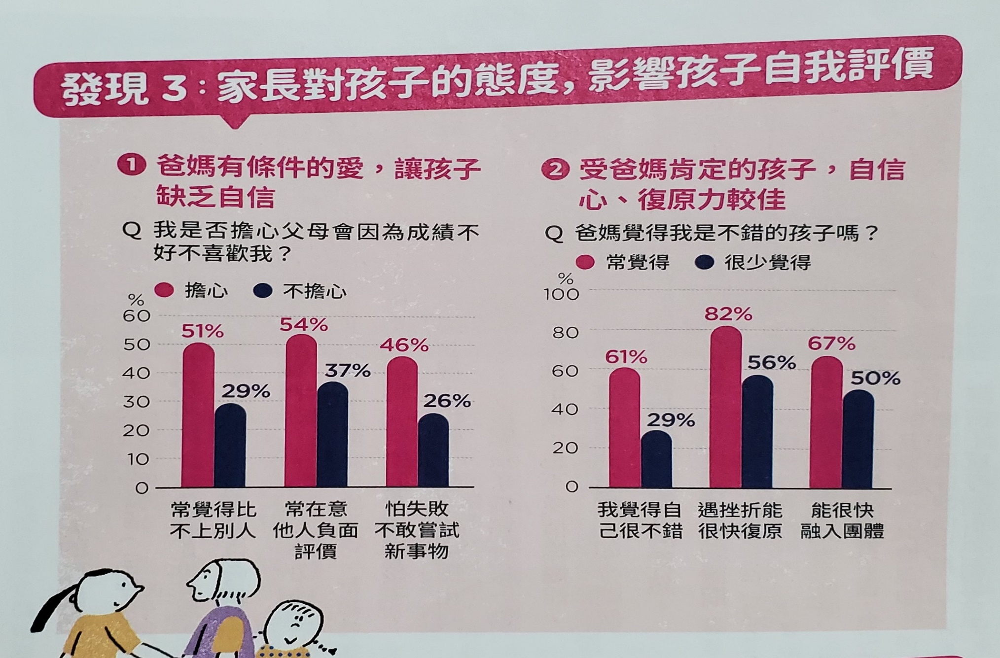 發現 3：家長對孩子的態度，影響孩子自我評價
1 爸媽有條件的愛，讓孩子
缺乏自信
Q 我是否擔心父母會因為成績不
好不喜歡我？
擔心 不擔心
%
60
50
40
30
20
10
0
51%
29%
54%
37%
46%
26%
常覺得比
不上別人
常在意
他人負面
評價
怕失敗
不敢嘗試
新事物
2 受爸媽肯定的孩子，自信
心、復原力較佳
Q 爸媽覺得我是不錯的孩子嗎？
常覺得 很少覺得
%
100
80
60
40
20
0
61%
29%
82%
56%
67%
50%
我覺得自
己很不錯
遇挫折能
很快復原
能很快
融入團體